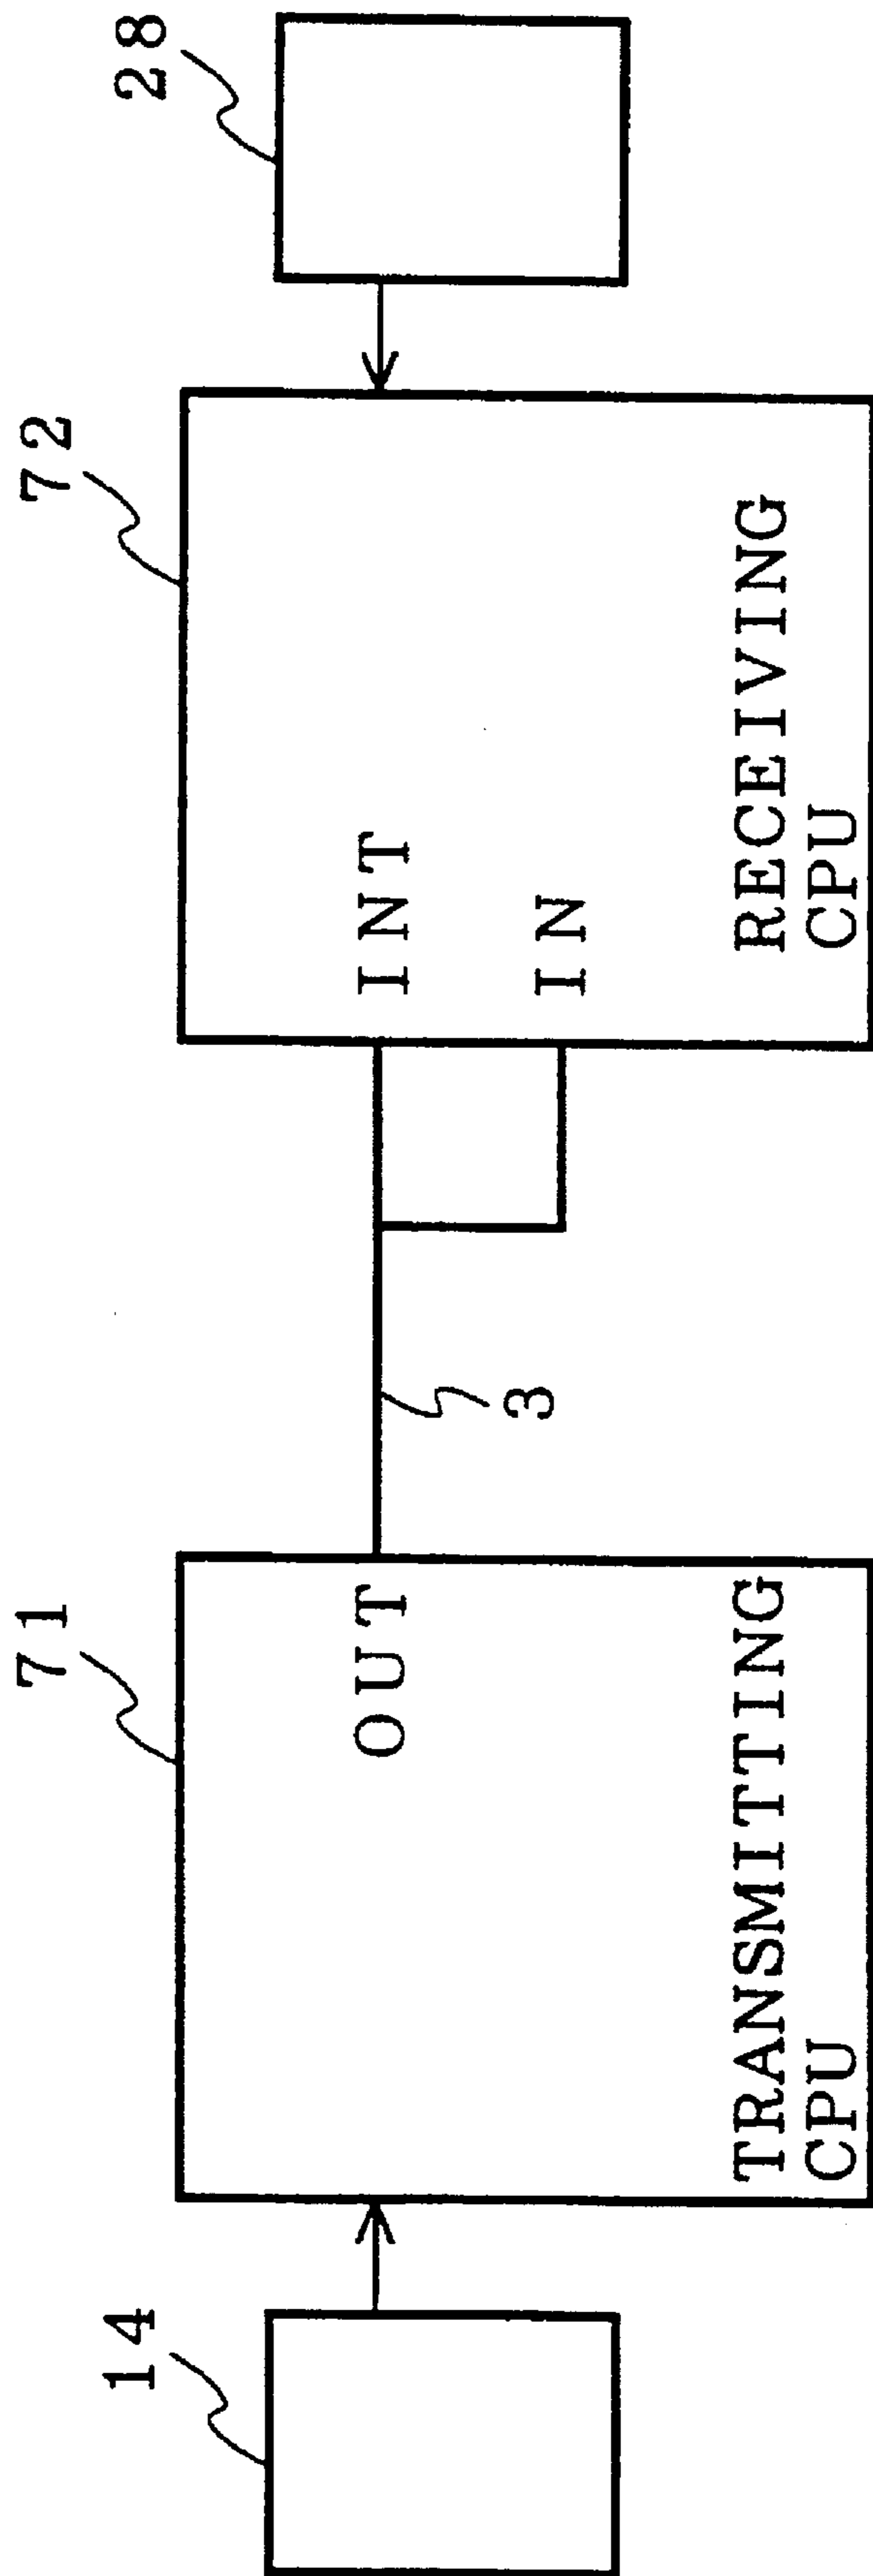 14
71
72
28
OUT
INT
IN
3
TRANSMITTING
CPU
RECEIVING
CPU